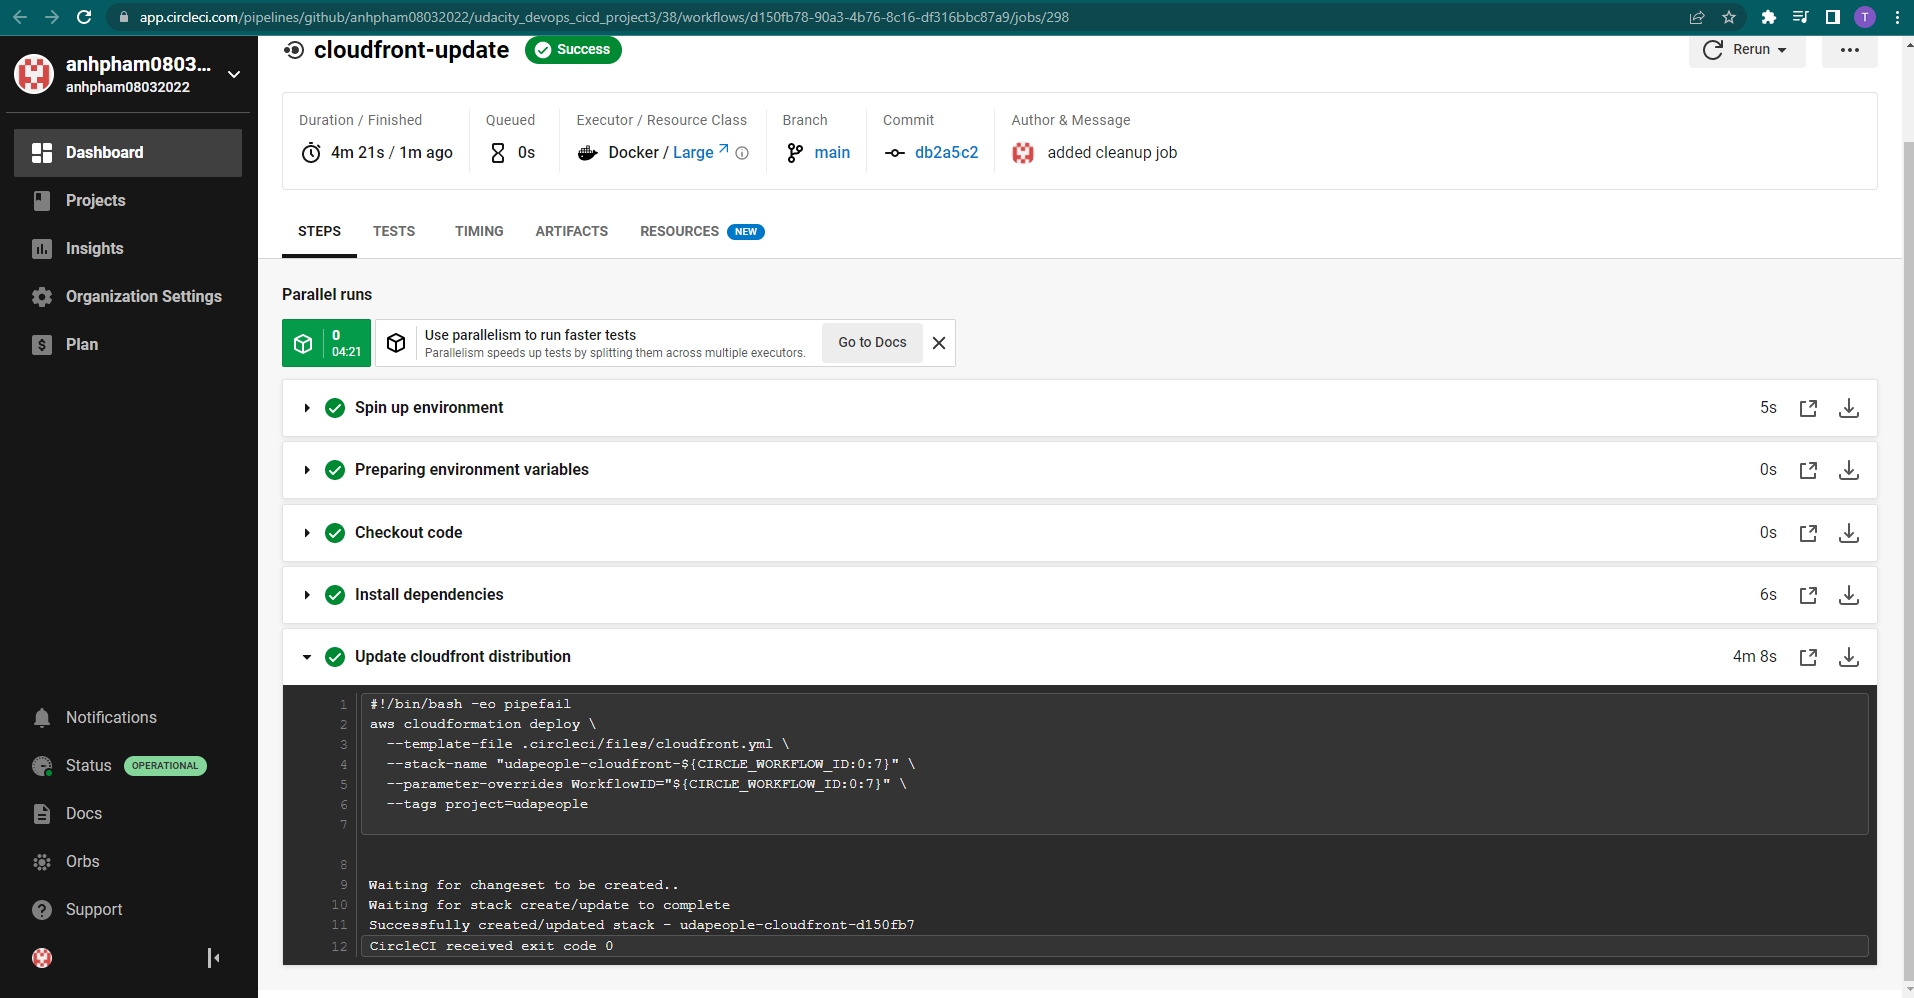 app.circleci.com/pipelines/github/anhpham08032022/udacity_devops_cicd_project3/38/workflows/d150fb78-90a3-4b76-8c16-df316bbc87a9/jobs/298
T
anhpham0803...
anhpham08032022
Dashboard
Projects
Insights
Organization Settings
Plan
Notifications
Status OPERATIONAL
Docs
Orbs
Support
cloudfront-update Success
Rerun
Duration / Finished
4m 21s / 1m ago
Queued
0s
Executor / Resource Class
Docker / Large
Branch
main
Commit
db2a5c2
Author & Message
added cleanup job
STEPS TESTS TIMING ARTIFACTS RESOURCES NEW
Parallel runs
0
04:21
Use parallelism to run faster tests
Parallelism speeds up tests by splitting them across multiple executors.
Go to Docs
Spin up environment 5s
Preparing environment variables 0s
Checkout code 0s
Install dependencies 6s
Update cloudfront distribution 4m 8s
1 #!/bin/bash -eo pipefail
2 aws cloudformation deploy \
3 --template-file .circleci/files/cloudfront.yml \
4 --stack-name "udapeople-cloudfront-${CIRCLE_WORKFLOW_ID:0:7}" \
5 --parameter-overrides WorkflowID="${CIRCLE_WORKFLOW_ID:0:7}" \
6 --tags project=udapeople
7
8
9 Waiting for changeset to be created..
10 Waiting for stack create/update to complete
11 Successfully created/updated stack - udapeople-cloudfront-d150fb7
12 CircleCI received exit code 0